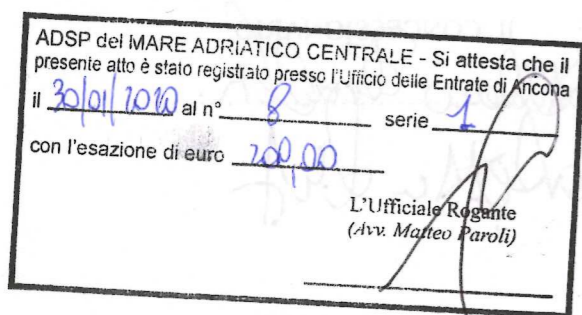 ADSP del MARE ADRIATICO CENTRALE - Si attesta che il
presente atto è stato registrato presso l'Ufficio delle Entrate di Ancona
il 30/01/2020 al n° 8 serie 1
con l'esazione di euro 200,00
L'Ufficiale Rogante
(Avv. Matteo Paroli)